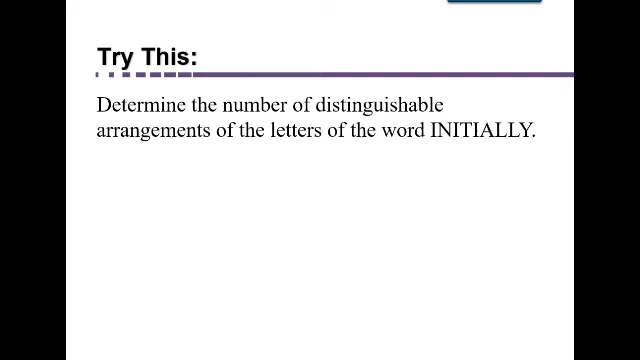 Try This:
Determine the number of distinguishable
arrangements of the letters of the word INITIALLY.